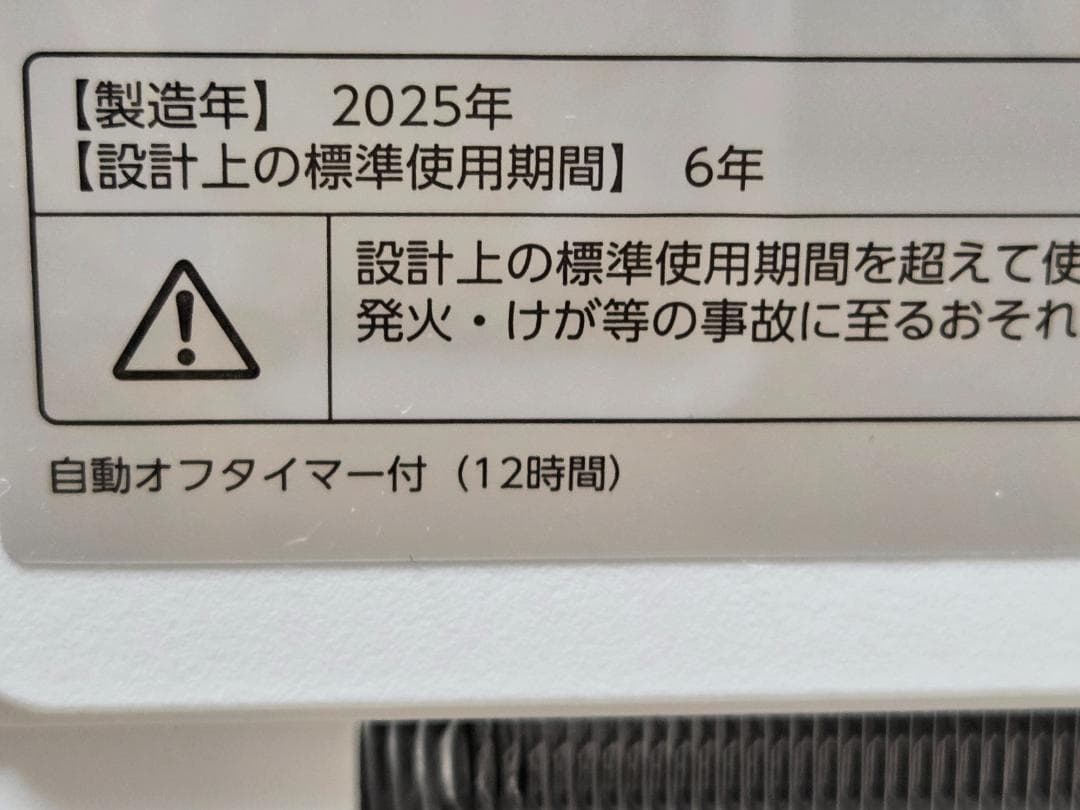 【製造年】 2025年
【設計上の標準使用期間】 6年
設計上の標準使用期間を超えて使
発火・けが等の事故に至るおそれ
自動オフタイマー付（12時間）